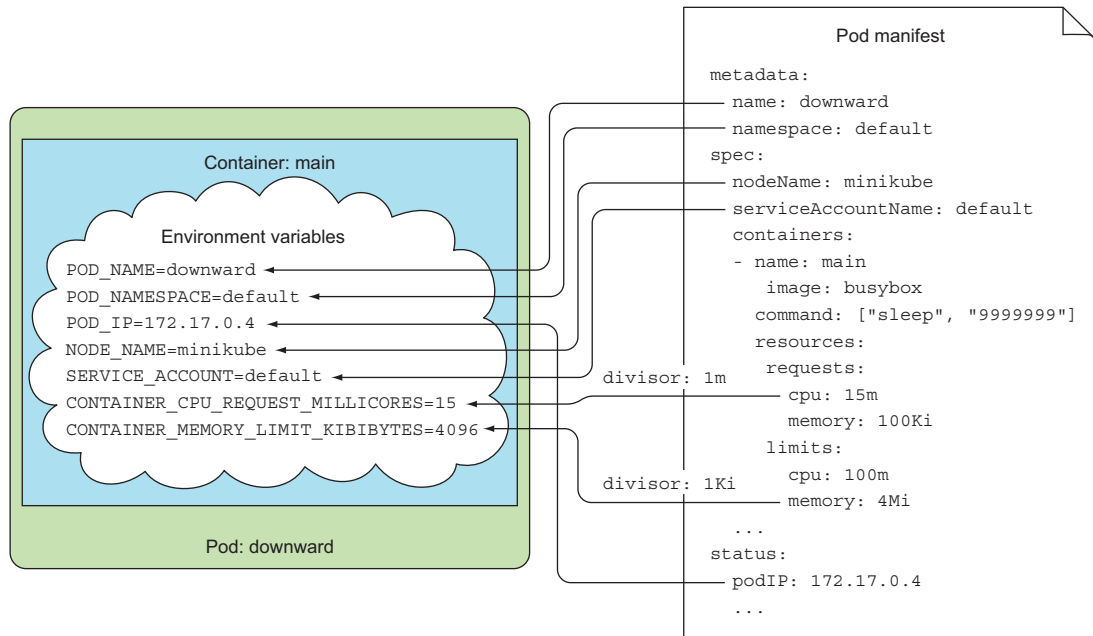 Container: main
Environment variables
POD_NAME=downward
POD_NAMESPACE=default
POD_IP=172.17.0.4
NODE_NAME=minikube
SERVICE_ACCOUNT=default
CONTAINER_CPU_REQUEST_MILLICORES=15
CONTAINER_MEMORY_LIMIT_KIBIBYTES=4096
Pod: downward
divisor: 1m
divisor: 1Ki
Pod manifest
metadata:
name: downward
namespace: default
spec:
nodeName: minikube
serviceAccountName: default
containers:
- name: main
image: busybox
command: ["sleep", "9999999"]
resources:
requests:
cpu: 15m
memory: 100Ki
limits:
cpu: 100m
memory: 4Mi
...
status:
podIP: 172.17.0.4
...